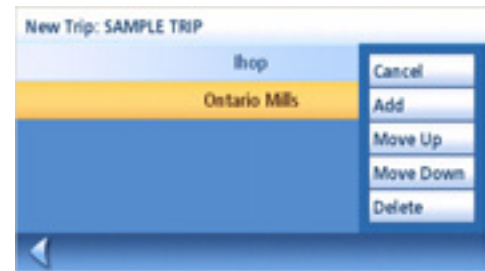 New Trip: SAMPLE TRIP
Ihop
Ontario Mills
Cancel
Add
Move Up
Move Down
Delete